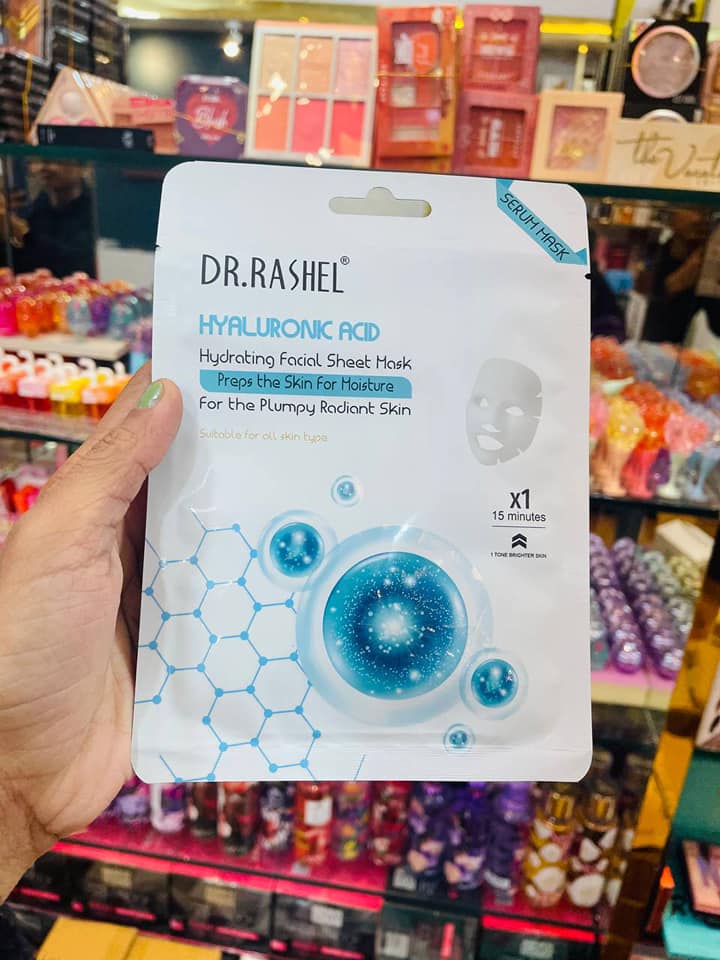 SERUM MASK
DR.RASHEL®
HYALURONIC ACID
Hydrating Facial Sheet Mask
Preps the Skin For Moisture
For the Plumpy Radiant Skin
Suitable for all skin type
x1
15 minutes
1 TONE BRIGHTER SKIN